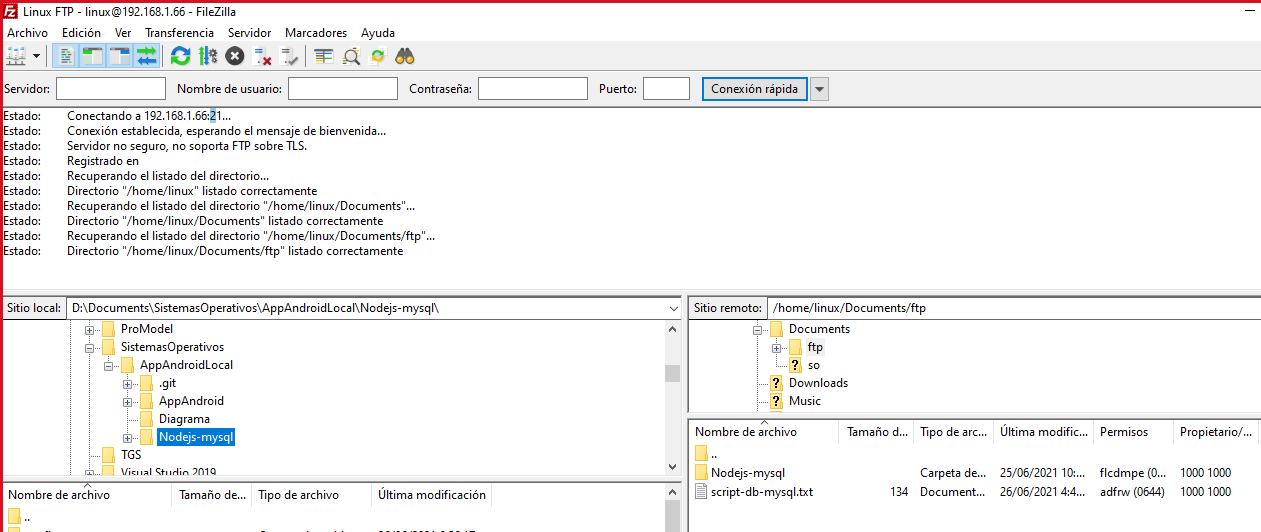 Linux FTP - linux@192.168.1.66 - FileZilla
Archivo Edición Ver Transferencia Servidor Marcadores Ayuda
Servidor: Nombre de usuario: Contraseña: Puerto: Conexión rápida
Estado: Conectando a 192.168.1.66:21...
Estado: Conexión establecida, esperando el mensaje de bienvenida...
Estado: Servidor no seguro, no soporta FTP sobre TLS.
Estado: Registrado en
Estado: Recuperando el listado del directorio...
Estado: Directorio "/home/linux" listado correctamente
Estado: Recuperando el listado del directorio "/home/linux/Documents"...
Estado: Directorio "/home/linux/Documents" listado correctamente
Estado: Recuperando el listado del directorio "/home/linux/Documents/ftp"...
Estado: Directorio "/home/linux/Documents/ftp" listado correctamente
Sitio local: D:\Documents\SistemasOperativos\AppAndroidLocal\Nodejs-mysql\
ProModel
SistemasOperativos
AppAndroidLocal
.git
AppAndroid
Diagrama
Nodejs-mysql
TGS
Visual Studio 2019
Nombre de archivo Tamaño de... Tipo de archivo Última modificación
..
Sitio remoto: /home/linux/Documents/ftp
Documents
ftp
? so
? Downloads
? Music
Nombre de archivo Tamaño d... Tipo de arc... Última modific... Permisos Propietario/...
..
Nodejs-mysql Carpeta de... 25/06/2021 10:... flcdmpe (0... 1000 1000
script-db-mysql.txt 134 Document... 26/06/2021 4:4... adfrw (0644) 1000 1000